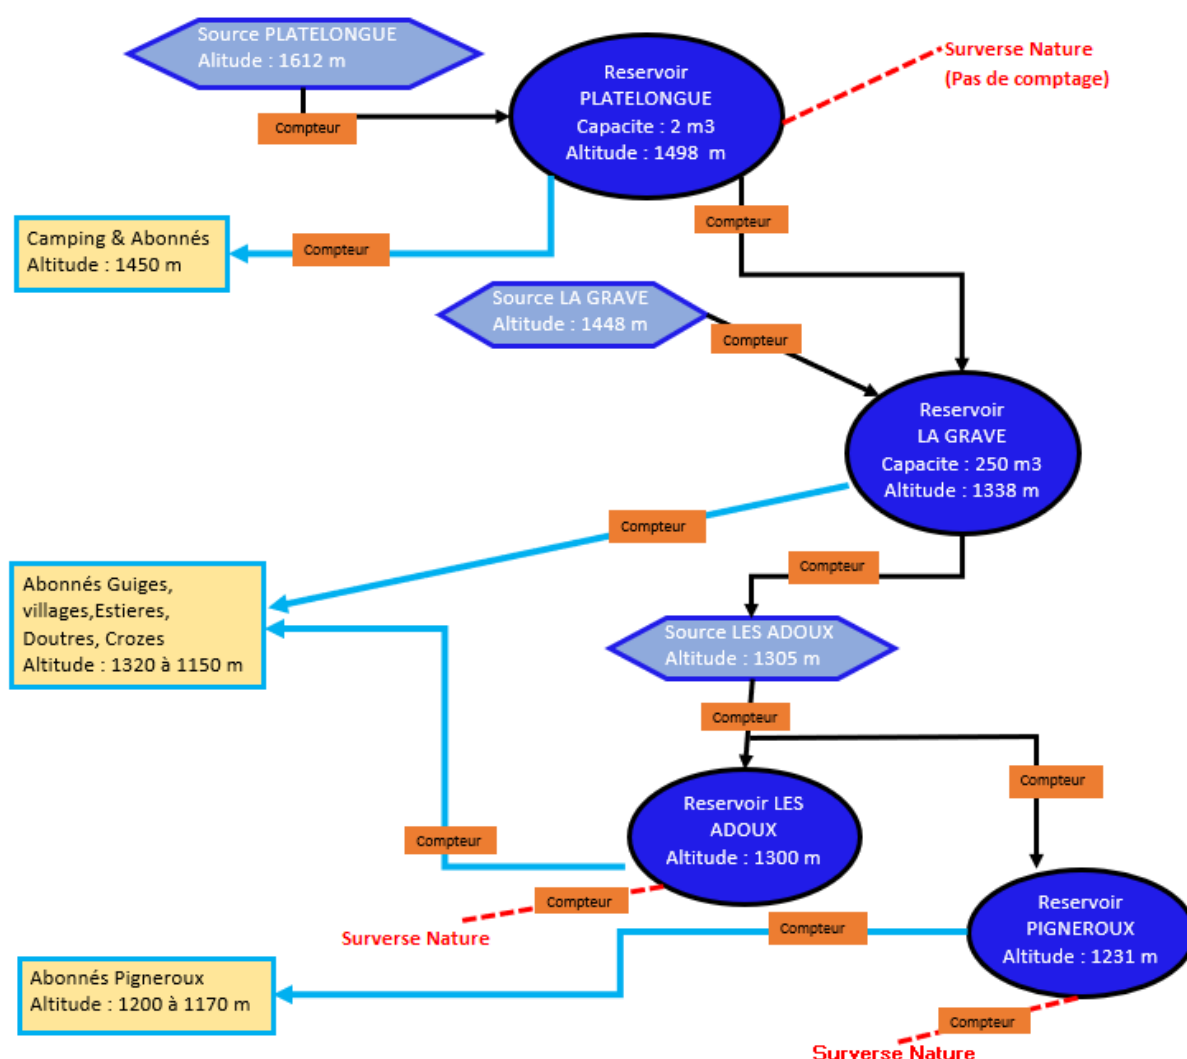 Source PLATELONGUE
Alitude : 1612 m
Compteur
Reservoir
PLATELONGUE
Capacite : 2 m3
Altitude : 1498 m
Surverse Nature
(Pas de comptage)
Compteur
Compteur
Camping & Abonnés
Altitude : 1450 m
Source LA GRAVE
Altitude : 1448 m
Compteur
Reservoir
LA GRAVE
Capacite : 250 m3
Altitude : 1338 m
Compteur
Compteur
Abonnés Guiges,
villages,Estieres,
Doutres, Crozes
Altitude : 1320 à 1150 m
Source LES ADOUX
Altitude : 1305 m
Compteur
Compteur
Reservoir LES
ADOUX
Altitude : 1300 m
Compteur
Compteur
Surverse Nature
Reservoir
PIGNEROUX
Altitude : 1231 m
Compteur
Abonnés Pigneroux
Altitude : 1200 à 1170 m
Compteur
Surverse Nature